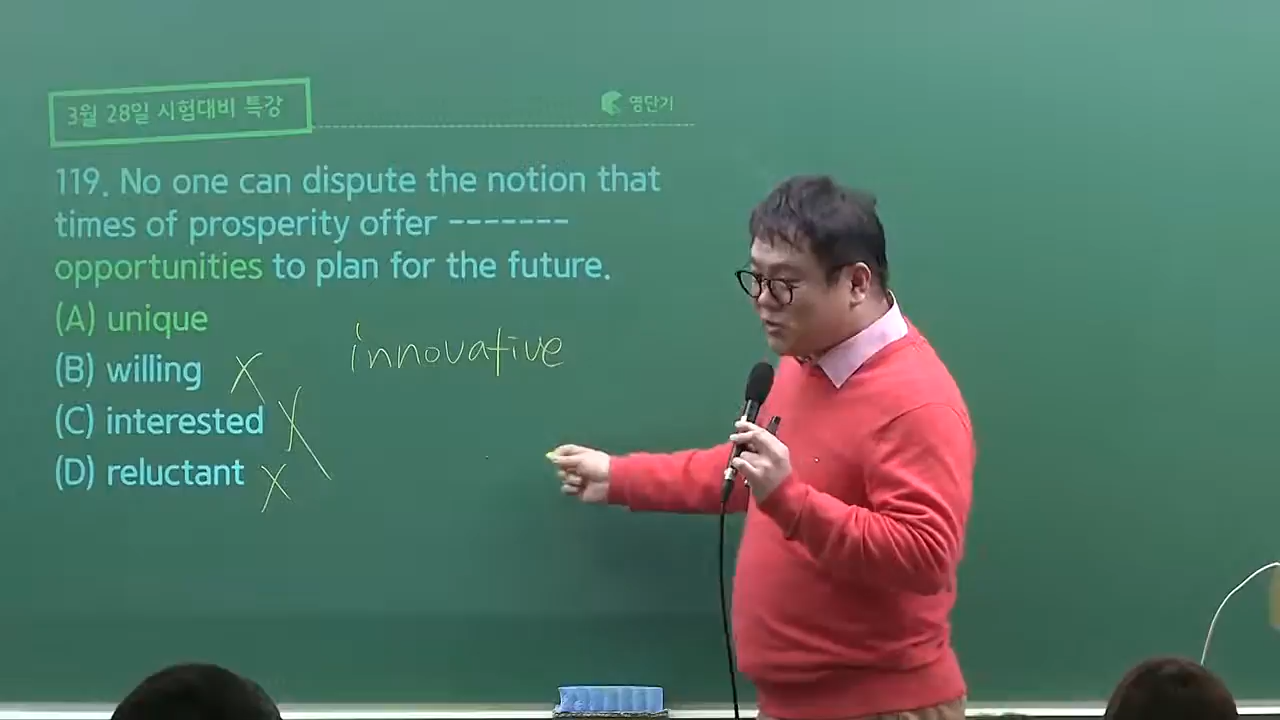 3월 28일 시험대비 특강
영단기
119. No one can dispute the notion that
times of prosperity offer -------
opportunities to plan for the future.
(A) unique
(B) willing X
(C) interested X
(D) reluctant X
innovative